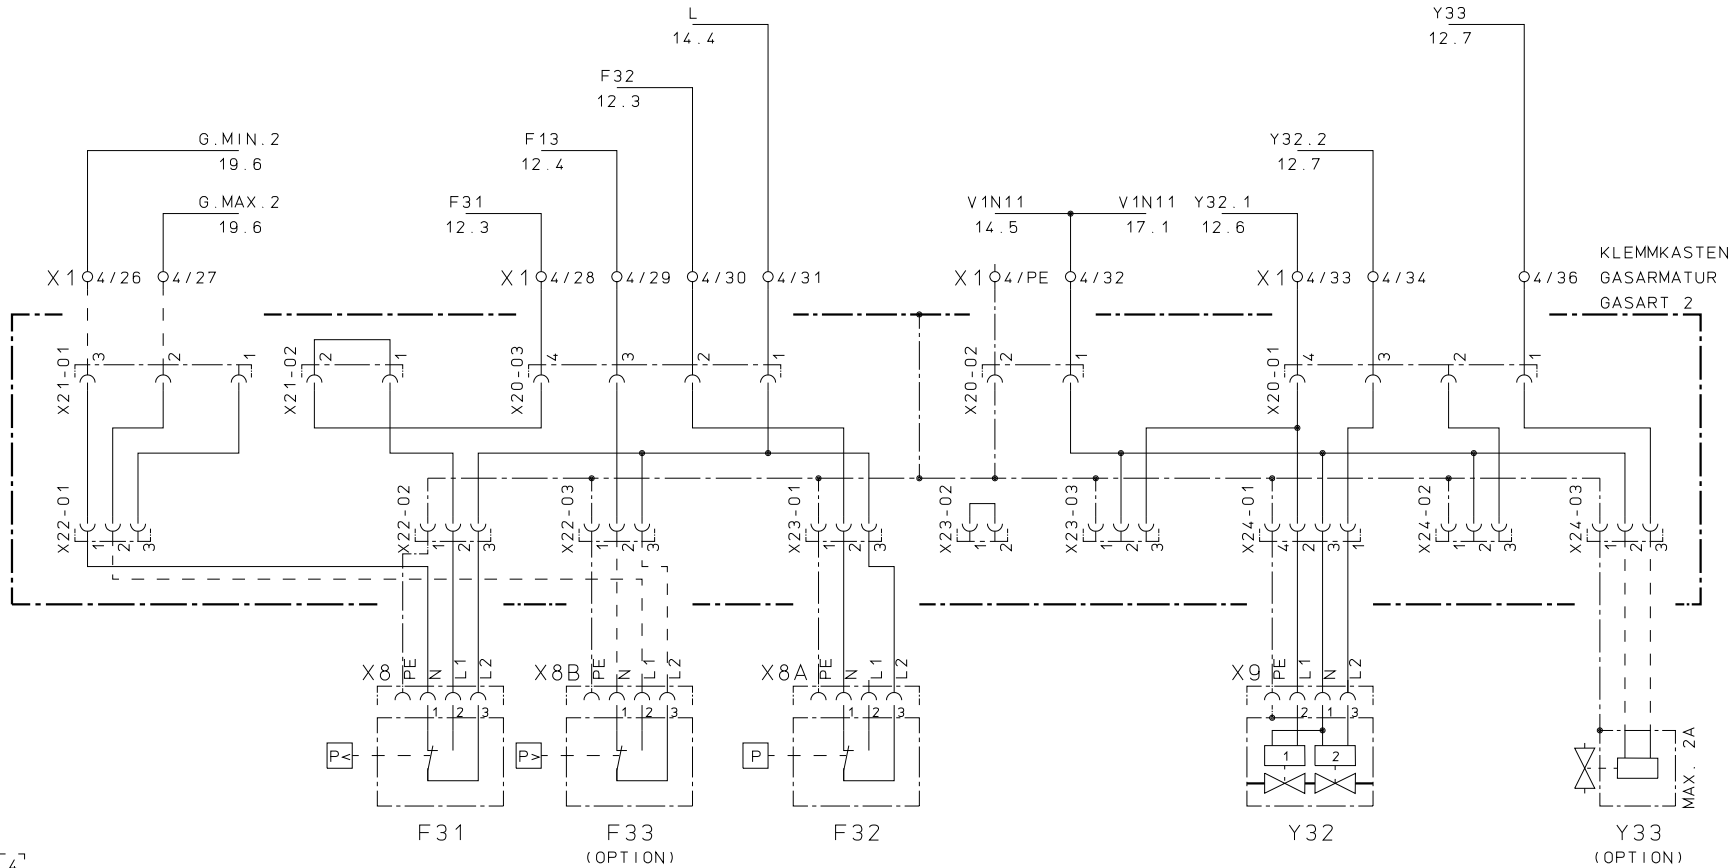 L
14.4
Y33
12.7
F32
12.3
G.MIN.2
19.6
F13
12.4
Y32.2
12.7
G.MAX.2
19.6
F31
12.3
V1N11
14.5
V1N11
17.1
Y32.1
12.6
KLEMMKASTEN
GASARMATUR
GASART 2
X1 4/26 4/27 X1 4/28 4/29 4/30 4/31 X1 4/PE 4/32 X1 4/33 4/34 4/36
X21-01 3 2 1
X21-02 2 1
X20-03 4 3 2 1
X20-02 2 1
X20-01 4 3 2 1
X22-01 1 2 3
X22-02 1 2 3
X22-03 1 2 3
X23-01 1 2 3
X23-02 1 2
X23-03 1 2 3
X24-01 4 2 3 1
X24-02 1 2 3
X24-03 1 2 3
X8 PE N L1 L2
X8B PE N L1 L2
X8A PE N L1 L2
X9 PE L1 N L2
1 2 3
1 2 3
1 2 3
2 1 3
P<
P>
P
1 2
MAX. 2A
F31
F33
(OPTION)
F32
Y32
Y33
(OPTION)
4